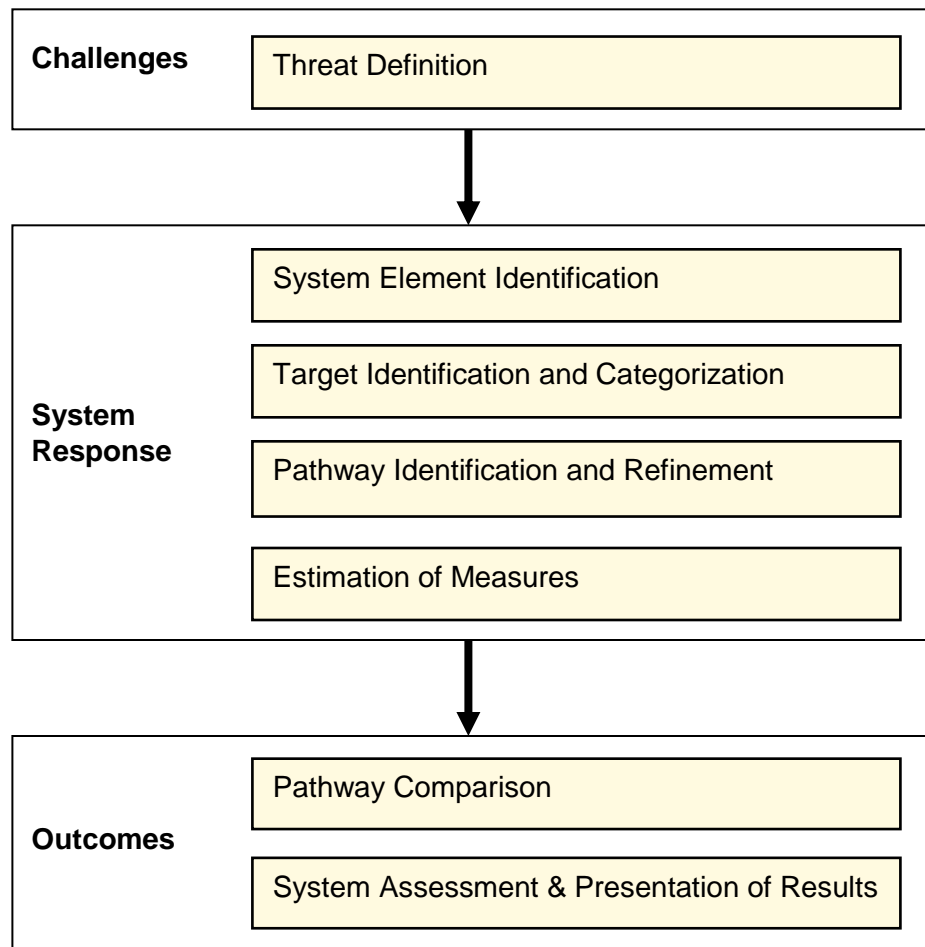 Challenges
Threat Definition
System
Response
System Element Identification
Target Identification and Categorization
Pathway Identification and Refinement
Estimation of Measures
Outcomes
Pathway Comparison
System Assessment & Presentation of Results